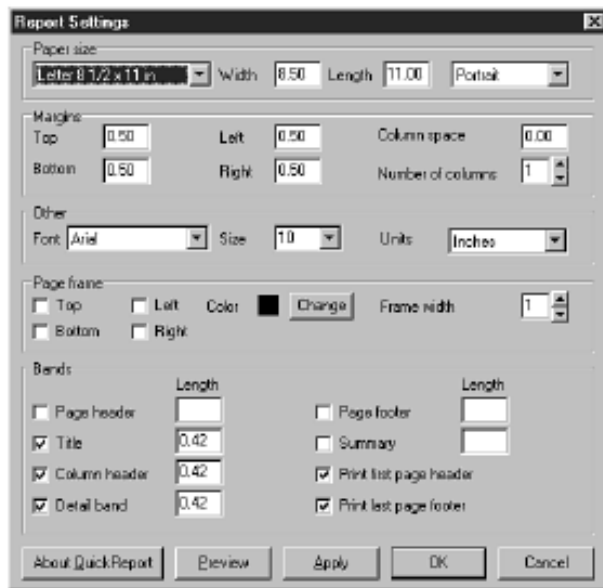 Report Settings
Paper size
Letter 8 1/2 x 11 in Width 8.50 Length 11.00 Portrait
Margins
Top 0.50 Left 0.50 Column space 0.00
Bottom 0.50 Right 0.50 Number of columns 1
Other
Font Arial Size 10 Units Inches
Page frame
Top Left Color Change Frame width 1
Bottom Right
Bands
Length Length
Page header Page footer
Title 0.42 Summary
Column header 0.42 Print first page header
Detail band 0.42 Print last page footer
About QuickReport Preview Apply OK Cancel